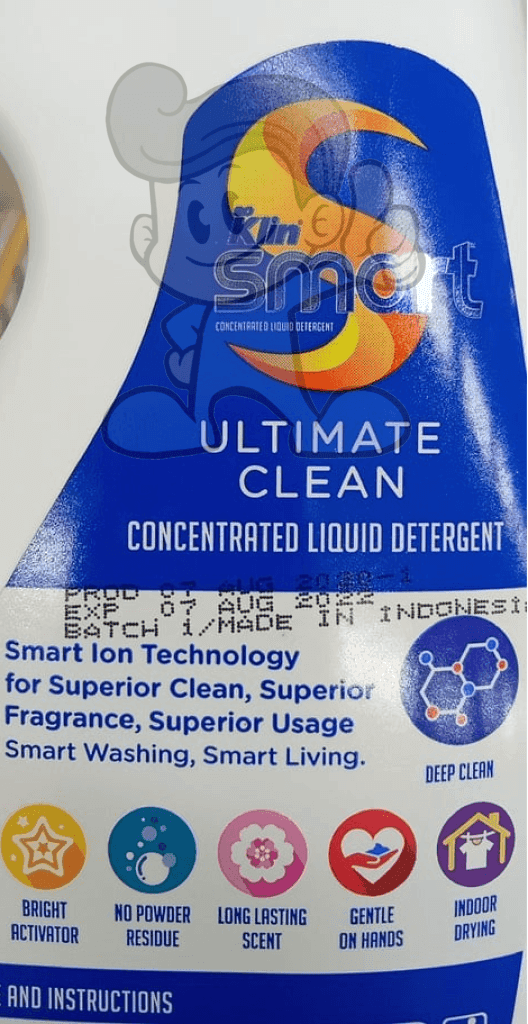 Klin
smart
CONCENTRATED LIQUID DETERGENT
ULTIMATE
CLEAN
CONCENTRATED LIQUID DETERGENT
PROD 07 AUG
EXP 07 AUG
BATCH 1/MADE IN INDONESI
Smart Ion Technology
for Superior Clean, Superior
Fragrance, Superior Usage
Smart Washing, Smart Living.
DEEP CLEAN
BRIGHT
ACTIVATOR
NO POWDER
RESIDUE
LONG LASTING
SCENT
GENTLE
ON HANDS
INDOOR
DRYING
AND INSTRUCTIONS